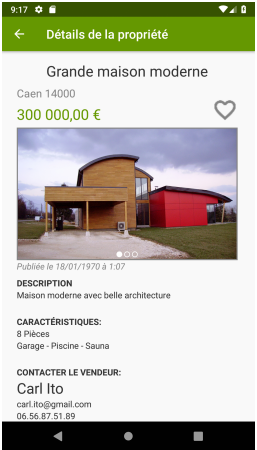 9:17
Détails de la propriété
Grande maison moderne
Caen 14000
300 000,00 €
Publiée le 18/01/1970 à 1:07
DESCRIPTION
Maison moderne avec belle architecture
CARACTÉRISTIQUES:
8 Pièces
Garage - Piscine - Sauna
CONTACTER LE VENDEUR:
Carl Ito
carl.ito@gmail.com
06.56.87.51.89